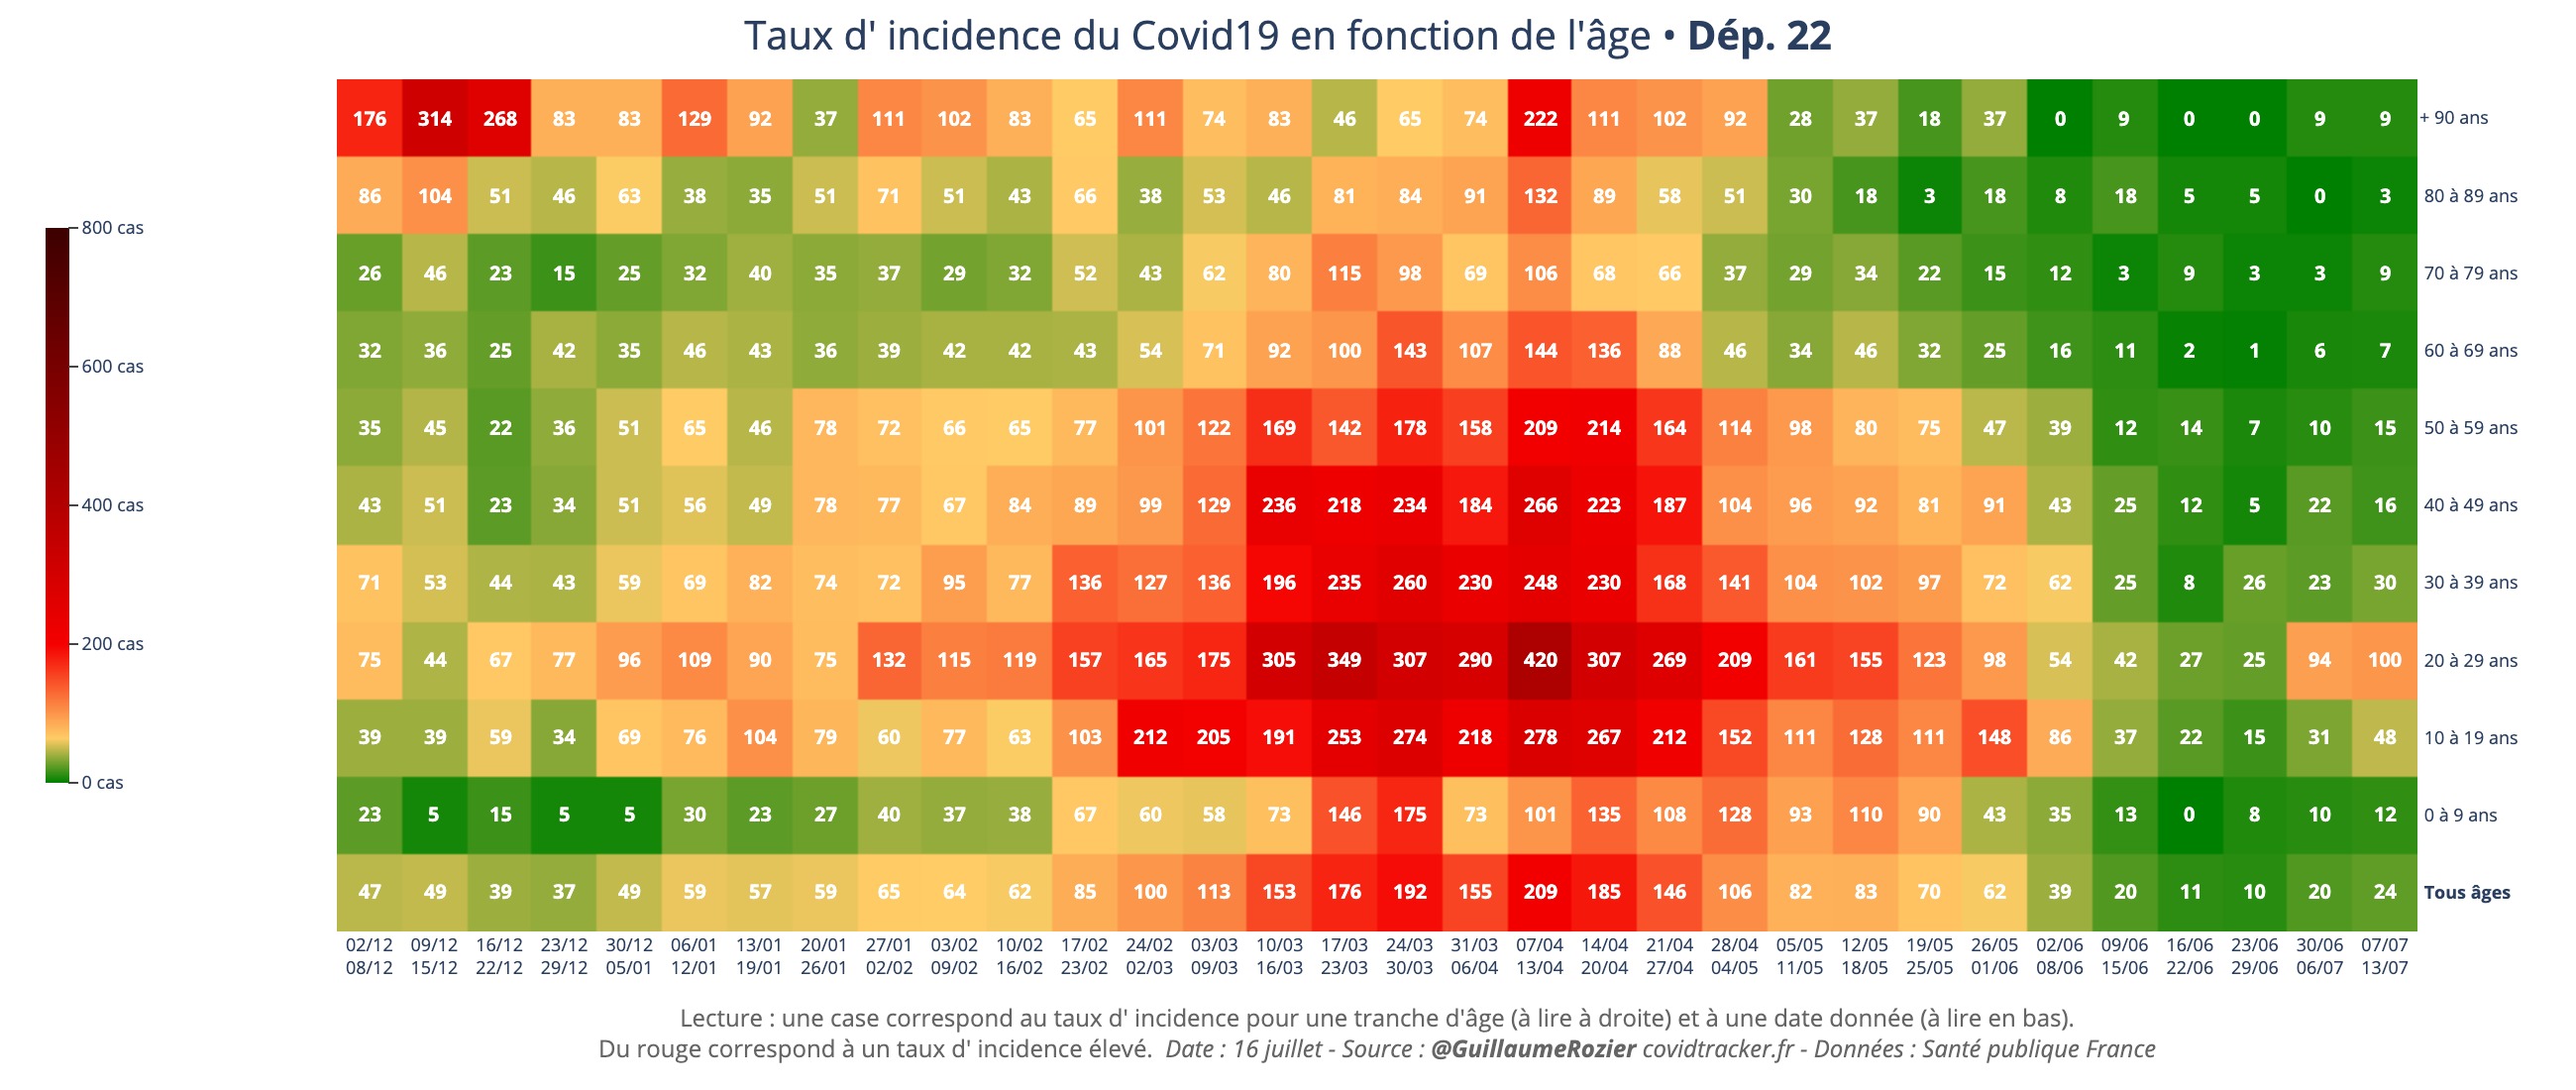 Taux d' incidence du Covid19 en fonction de l'âge • Dép. 22
176 314 268 83 83 129 92 37 111 102 83 65 111 74 83 46 65 74 222 111 102 92 28 37 18 37 0 9 0 0 9 9 + 90 ans
86 104 51 46 63 38 35 51 71 51 43 66 38 53 46 81 84 91 132 89 58 51 30 18 3 18 8 18 5 5 0 3 80 à 89 ans
26 46 23 15 25 32 40 35 37 29 32 52 43 62 80 115 98 69 106 68 66 37 29 34 22 15 12 3 9 3 3 9 70 à 79 ans
32 36 25 42 35 46 43 36 39 42 42 43 54 71 92 100 143 107 144 136 88 46 34 46 32 25 16 11 2 1 6 7 60 à 69 ans
35 45 22 36 51 65 46 78 72 66 65 77 101 122 169 142 178 158 209 214 164 114 98 80 75 47 39 12 14 7 10 15 50 à 59 ans
43 51 23 34 51 56 49 78 77 67 84 89 99 129 236 218 234 184 266 223 187 104 96 92 81 91 43 25 12 5 22 16 40 à 49 ans
71 53 44 43 59 69 82 74 72 95 77 136 127 136 196 235 260 230 248 230 168 141 104 102 97 72 62 25 8 26 23 30 30 à 39 ans
75 44 67 77 96 109 90 75 132 115 119 157 165 175 305 349 307 290 420 307 269 209 161 155 123 98 54 42 27 25 94 100 20 à 29 ans
39 39 59 34 69 76 104 79 60 77 63 103 212 205 191 253 274 218 278 267 212 152 111 128 111 148 86 37 22 15 31 48 10 à 19 ans
23 5 15 5 5 30 23 27 40 37 38 67 60 58 73 146 175 73 101 135 108 128 93 110 90 43 35 13 0 8 10 12 0 à 9 ans
47 49 39 37 49 59 57 59 65 64 62 85 100 113 153 176 192 155 209 185 146 106 82 83 70 62 39 20 11 10 20 24 Tous âges
02/12 09/12 16/12 23/12 30/12 06/01 13/01 20/01 27/01 03/02 10/02 17/02 24/02 03/03 10/03 17/03 24/03 31/03 07/04 14/04 21/04 28/04 05/05 12/05 19/05 26/05 02/06 09/06 16/06 23/06 30/06 07/07
08/12 15/12 22/12 29/12 05/01 12/01 19/01 26/01 02/02 09/02 16/02 23/02 02/03 09/03 16/03 23/03 30/03 06/04 13/04 20/04 27/04 04/05 11/05 18/05 25/05 01/06 08/06 15/06 22/06 29/06 06/07 13/07
800 cas
600 cas
400 cas
200 cas
0 cas
Lecture : une case correspond au taux d' incidence pour une tranche d'âge (à lire à droite) et à une date donnée (à lire en bas).
Du rouge correspond à un taux d' incidence élevé. Date : 16 juillet - Source : @GuillaumeRozier covidtracker.fr - Données : Santé publique France